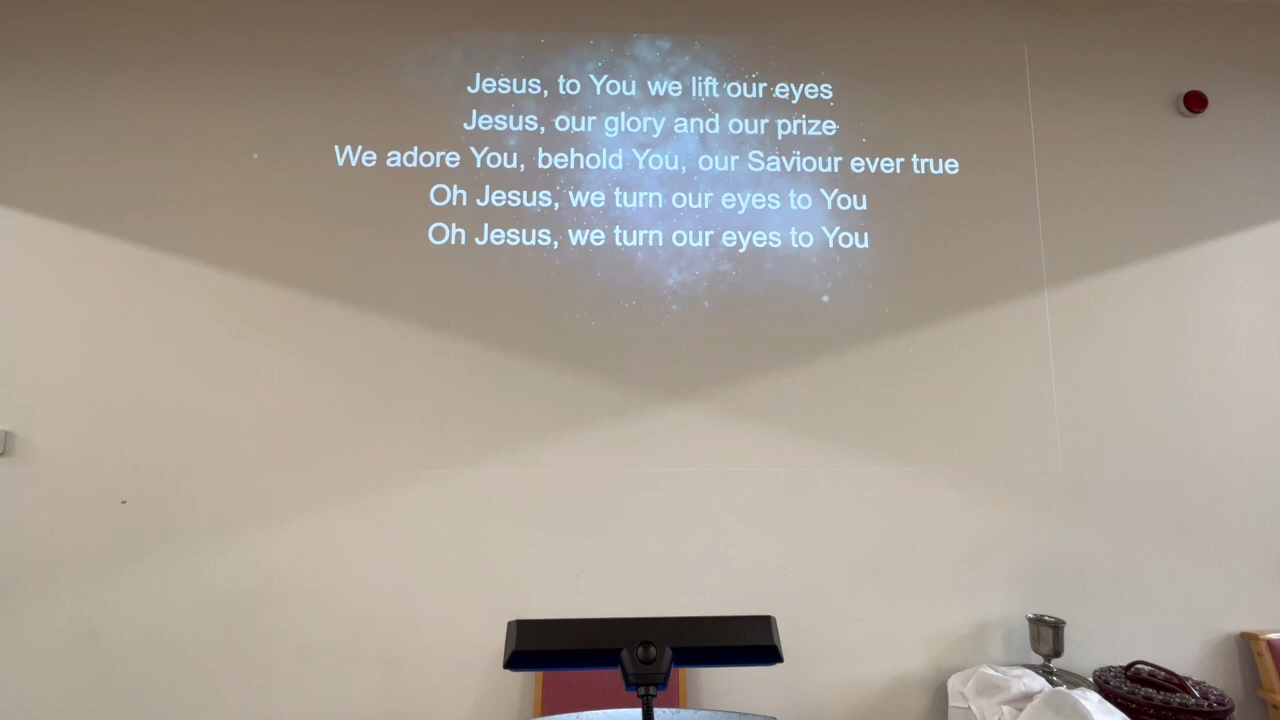 Jesus, to You we lift our eyes
Jesus, our glory and our prize
We adore You, behold You, our Saviour ever true
Oh Jesus, we turn our eyes to You
Oh Jesus, we turn our eyes to You